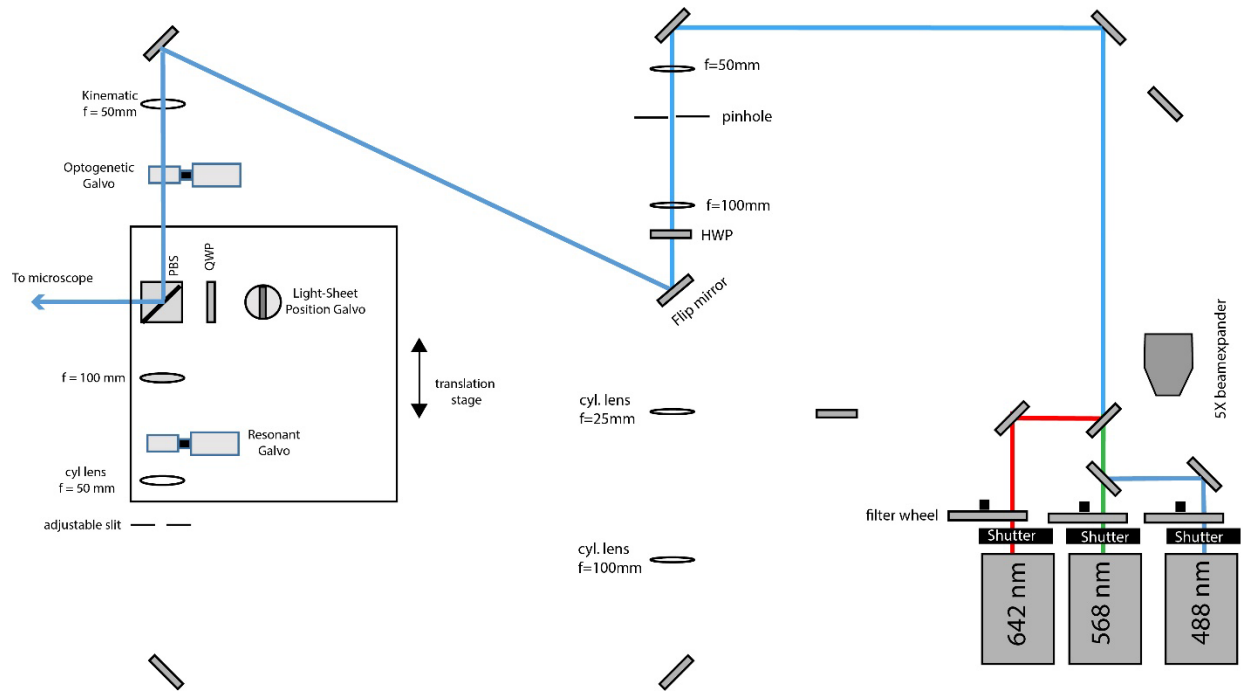 f=50mm
Kinematic
f = 50mm
pinhole
Optogenetic
Galvo
f=100mm
HWP
PBS
QWP
To microscope
Light-Sheet
Position Galvo
Flip mirror
5X beamexpander
f = 100 mm
translation
stage
cyl. lens
f=25mm
Resonant
Galvo
cyl lens
f = 50 mm
adjustable slit
filter wheel
Shutter
Shutter
Shutter
cyl. lens
f=100mm
642 nm
568 nm
488 nm